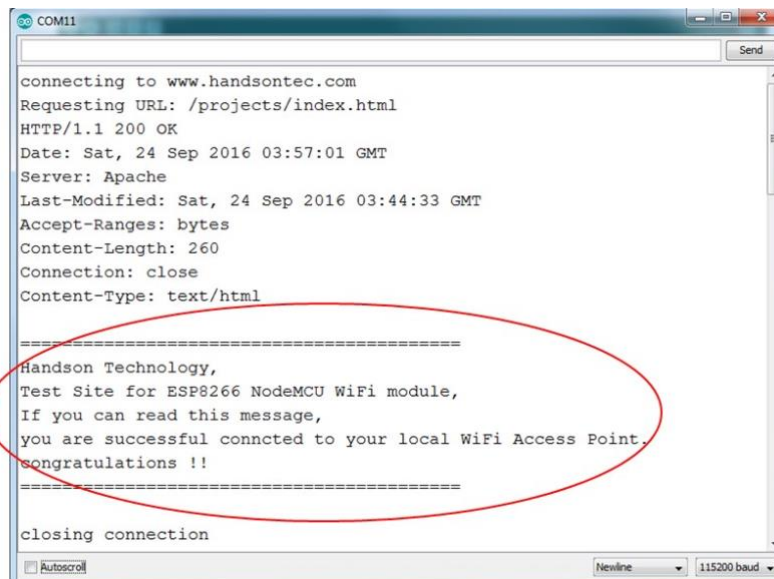 COM11
Send
connecting to www.handsontec.com
Requesting URL: /projects/index.html
HTTP/1.1 200 OK
Date: Sat, 24 Sep 2016 03:57:01 GMT
Server: Apache
Last-Modified: Sat, 24 Sep 2016 03:44:33 GMT
Accept-Ranges: bytes
Content-Length: 260
Connection: close
Content-Type: text/html
==========================================
Handson Technology,
Test Site for ESP8266 NodeMCU WiFi module,
If you can read this message,
you are successful conncted to your local WiFi Access Point.
congratulations !!
==========================================
closing connection
Autoscroll Newline 115200 baud